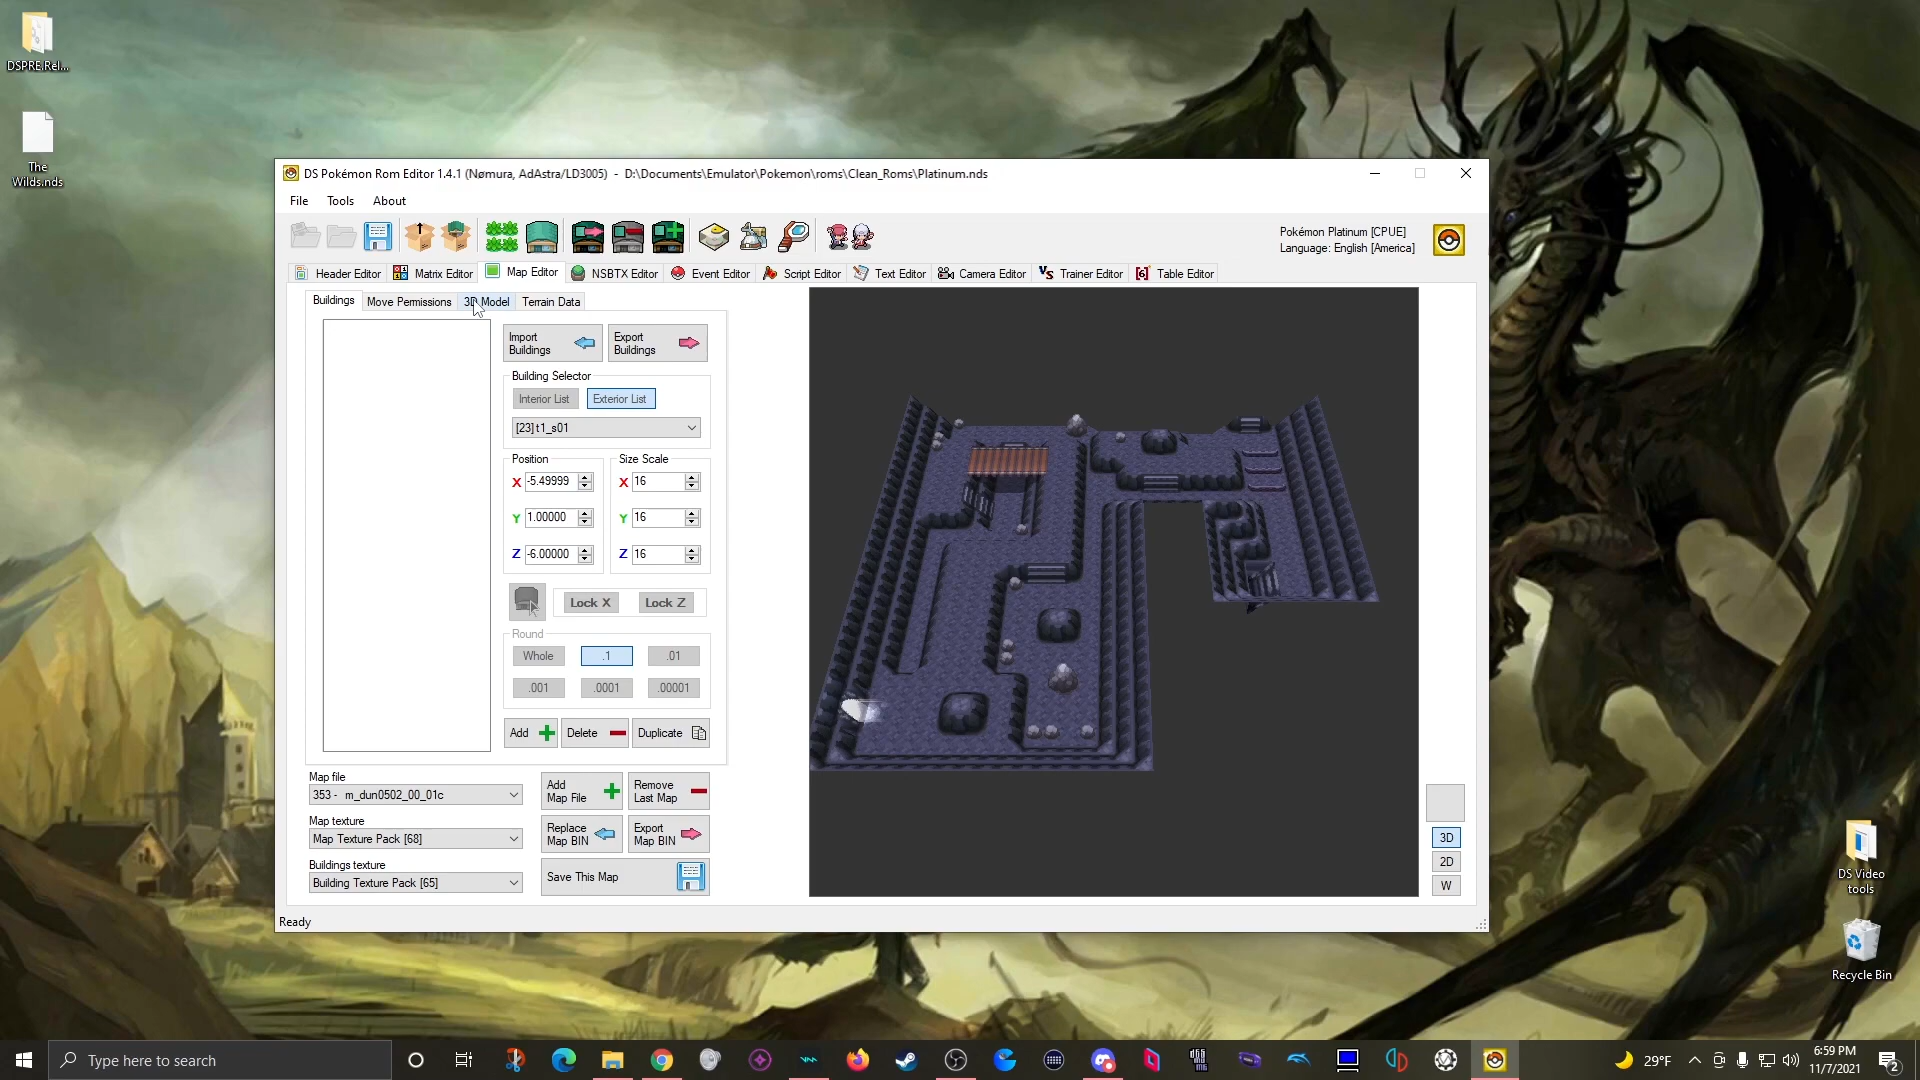 DSPRE.Rel...
The
Wilds.nds
DS Pokémon Rom Editor 1.4.1 (Nømura, AdAstra/LD3005)  -  D:\Documents\Emulator\Pokemon\roms\Clean_Roms\Platinum.nds
File Tools About
Pokémon Platinum [CPUE]
Language: English [America]
Header Editor Matrix Editor Map Editor NSBTX Editor Event Editor Script Editor Text Editor Camera Editor Trainer Editor Table Editor
Buildings Move Permissions 3D Model Terrain Data
Import
Buildings
Export
Buildings
Building Selector
Interior List Exterior List
[23] t1_s01
Position Size Scale
X -5.49999 X 16
Y 1.00000 Y 16
Z -6.00000 Z 16
Lock X Lock Z
Round
Whole .1 .01
.001 .0001 .00001
Add Delete Duplicate
Map file
353 -  m_dun0502_00_01c
Add
Map File
Remove
Last Map
Map texture
Map Texture Pack [68]
Replace
Map BIN
Export
Map BIN
Buildings texture
Building Texture Pack [65]
Save This Map
3D
2D
W
Ready
DS Video
tools
Recycle Bin
Type here to search
29°F
6:59 PM
11/7/2021
2